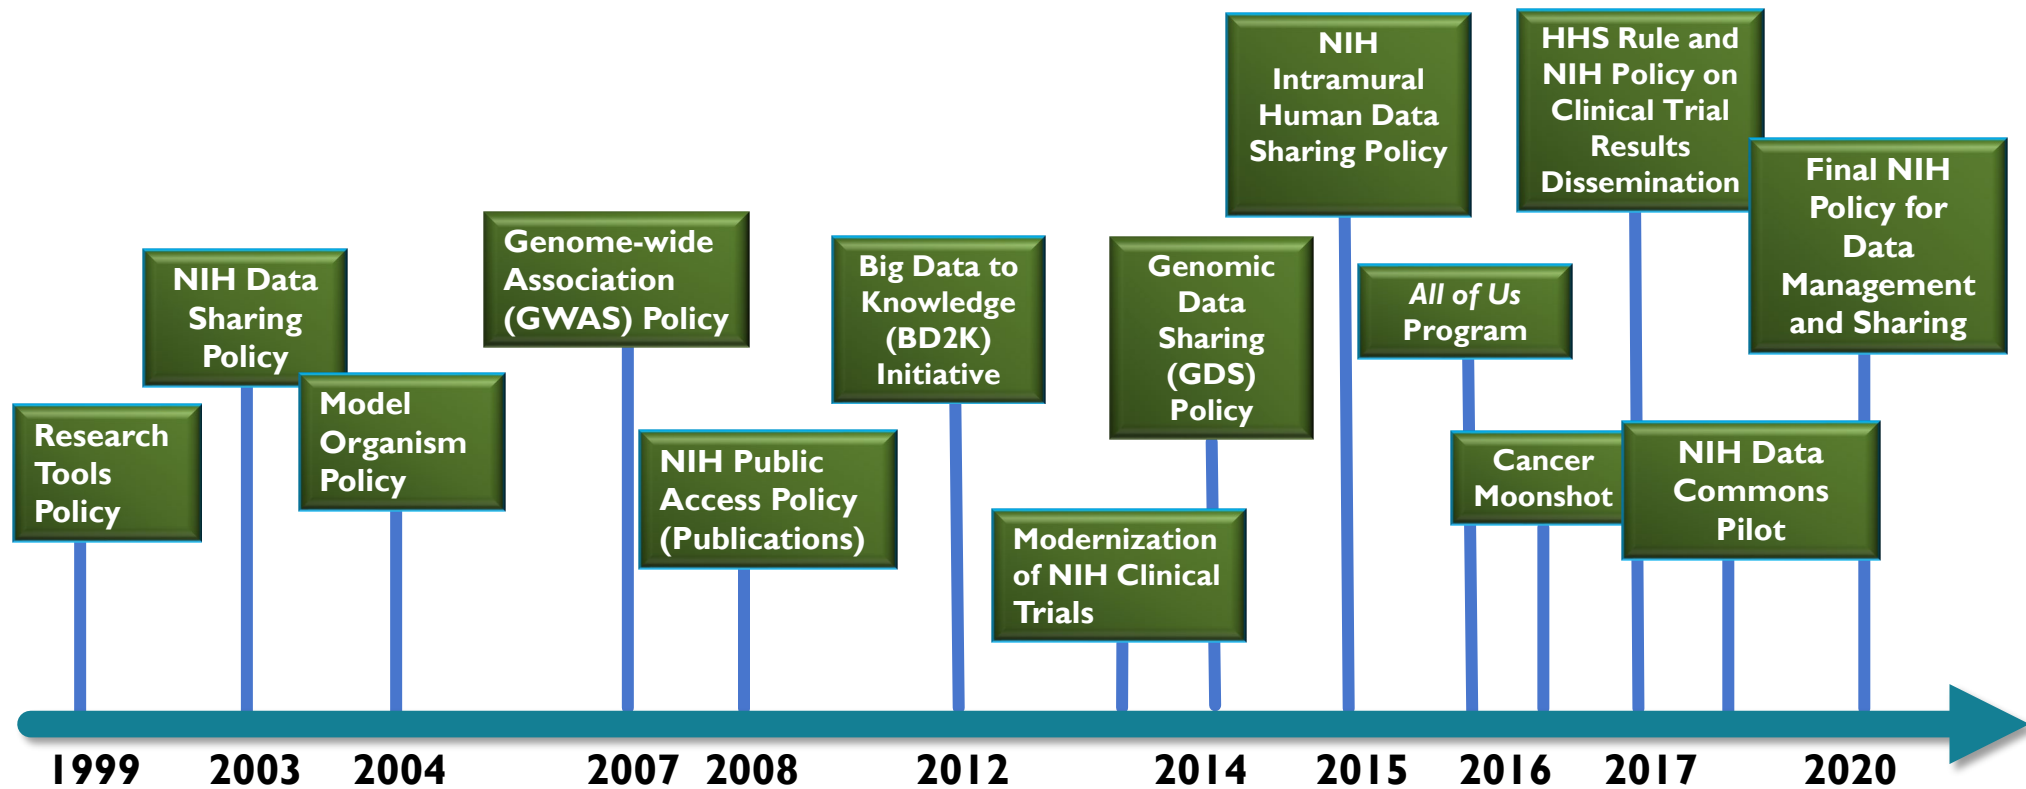 Research
Tools
Policy
NIH Data
Sharing
Policy
Model
Organism
Policy
Genome-wide
Association
(GWAS) Policy
NIH Public
Access Policy
(Publications)
Big Data to
Knowledge
(BD2K)
Initiative
Modernization
of NIH Clinical
Trials
Genomic
Data
Sharing
(GDS)
Policy
NIH
Intramural
Human Data
Sharing Policy
All of Us
Program
Cancer
Moonshot
HHS Rule and
NIH Policy on
Clinical Trial
Results
Dissemination
NIH Data
Commons
Pilot
Final NIH
Policy for
Data
Management
and Sharing
1999 2003 2004 2007 2008 2012 2014 2015 2016 2017 2020